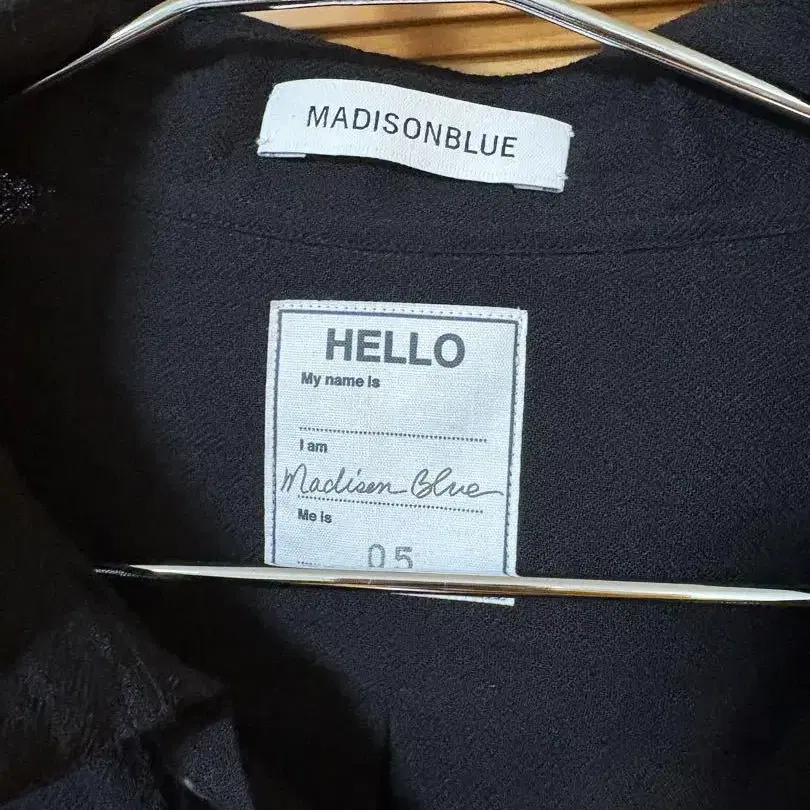 MADISONBLUE
HELLO
My name is
I am
Madison Blue
Me is
05